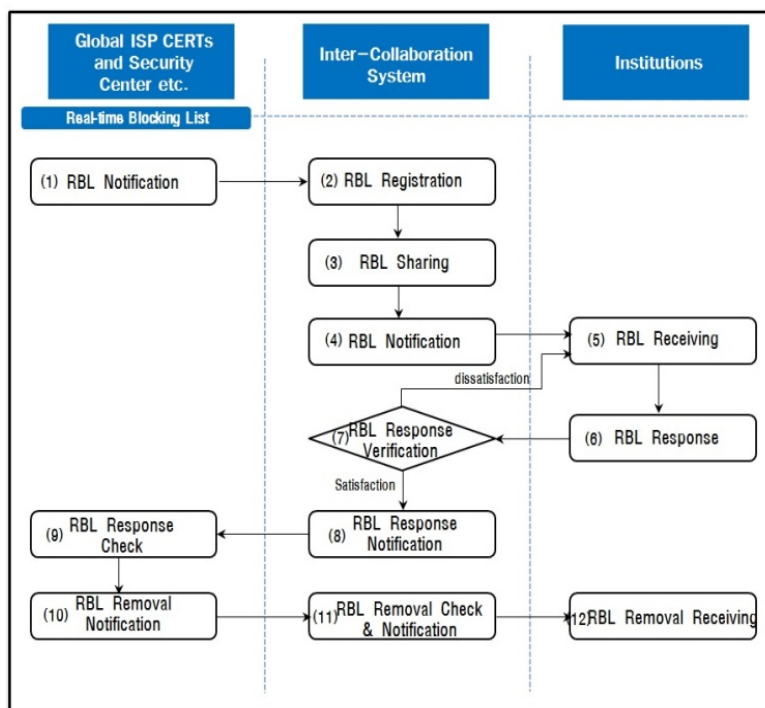 Global ISP CERTs
and Security
Center etc.
Inter-Collaboration
System
Institutions
Real-time Blocking List
(1) RBL Notification
(2) RBL Registration
(3) RBL Sharing
(4) RBL Notification
(5) RBL Receiving
dissatisfaction
(7) RBL Response
Verification
(6) RBL Response
Satisfaction
(9) RBL Response
Check
(8) RBL Response
Notification
(10) RBL Removal
Notification
(11) RBL Removal Check
& Notification
(12) RBL Removal Receiving